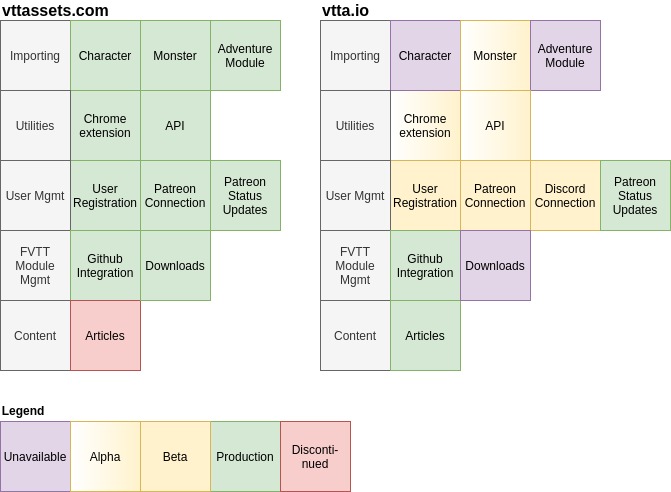 vttassets.com
Importing
Character
Monster
Adventure
Module
Utilities
Chrome
extension
API
User Mgmt
User
Registration
Patreon
Connection
Patreon
Status
Updates
FVTT
Module
Mgmt
Github
Integration
Downloads
Content
Articles
vtta.io
Importing
Character
Monster
Adventure
Module
Utilities
Chrome
extension
API
User Mgmt
User
Registration
Patreon
Connection
Discord
Connection
Patreon
Status
Updates
FVTT
Module
Mgmt
Github
Integration
Downloads
Content
Articles
Legend
Unavailable
Alpha
Beta
Production
Disconti-
nued